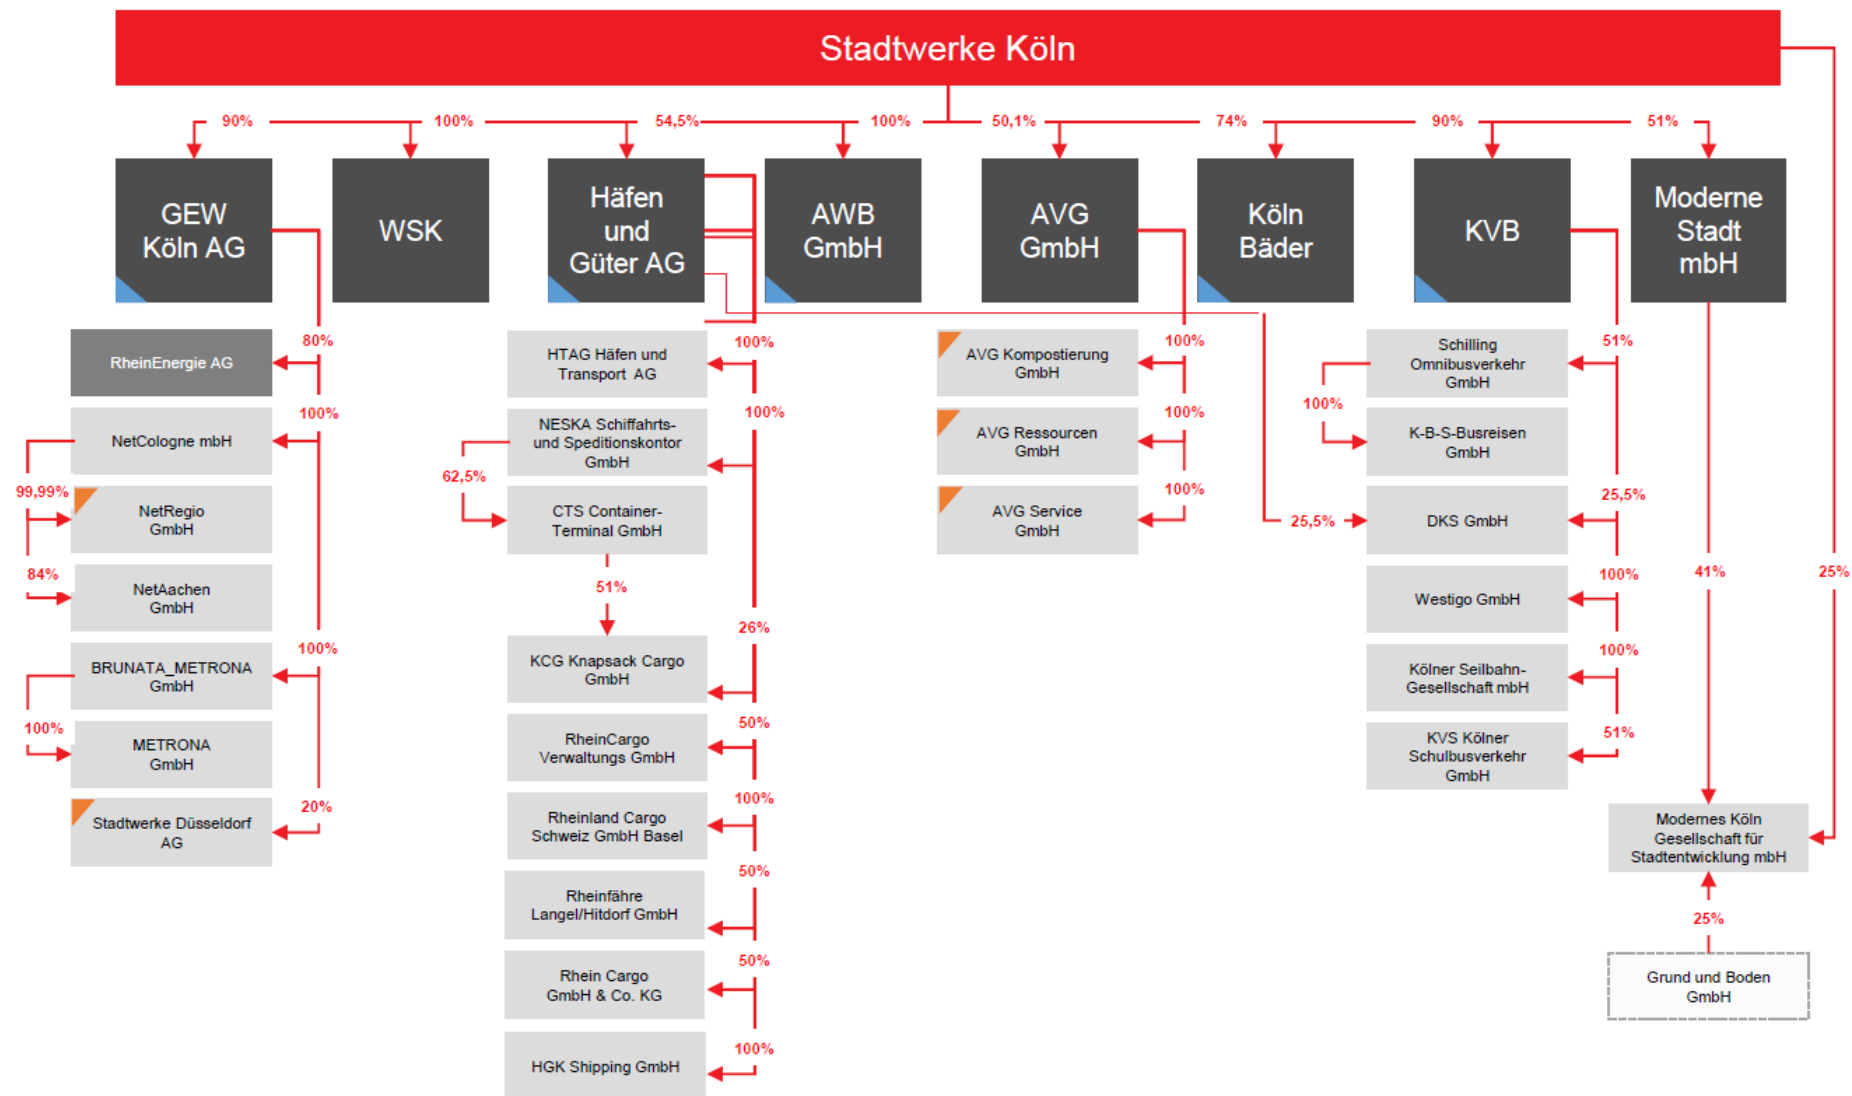 Stadtwerke Köln
90%
100%
54,5%
100%
50,1%
74%
90%
51%
GEW
Köln AG
WSK
Häfen
und
Güter AG
AWB
GmbH
AVG
GmbH
Köln
Bäder
KVB
Moderne
Stadt
mbH
RheinEnergie AG
80%
NetCologne mbH
100%
99,99%
NetRegio
GmbH
84%
NetAachen
GmbH
BRUNATA_METRONA
GmbH
100%
100%
METRONA
GmbH
Stadtwerke Düsseldorf
AG
20%
HTAG Häfen und
Transport AG
100%
NESKA Schiffahrts-
und Speditionskontor
GmbH
100%
62,5%
CTS Container-
Terminal GmbH
51%
26%
KCG Knapsack Cargo
GmbH
50%
RheinCargo
Verwaltungs GmbH
100%
Rheinland Cargo
Schweiz GmbH Basel
50%
Rheinfähre
Langel/Hitdorf GmbH
50%
Rhein Cargo
GmbH & Co. KG
100%
HGK Shipping GmbH
AVG Kompostierung
GmbH
100%
AVG Ressourcen
GmbH
100%
AVG Service
GmbH
100%
25,5%
Schilling
Omnibusverkehr
GmbH
51%
100%
K-B-S-Busreisen
GmbH
25,5%
DKS GmbH
100%
Westigo GmbH
100%
Kölner Seilbahn-
Gesellschaft mbH
51%
KVS Kölner
Schulbusverkehr
GmbH
41%
25%
Modernes Köln
Gesellschaft für
Stadtentwicklung mbH
25%
Grund und Boden
GmbH